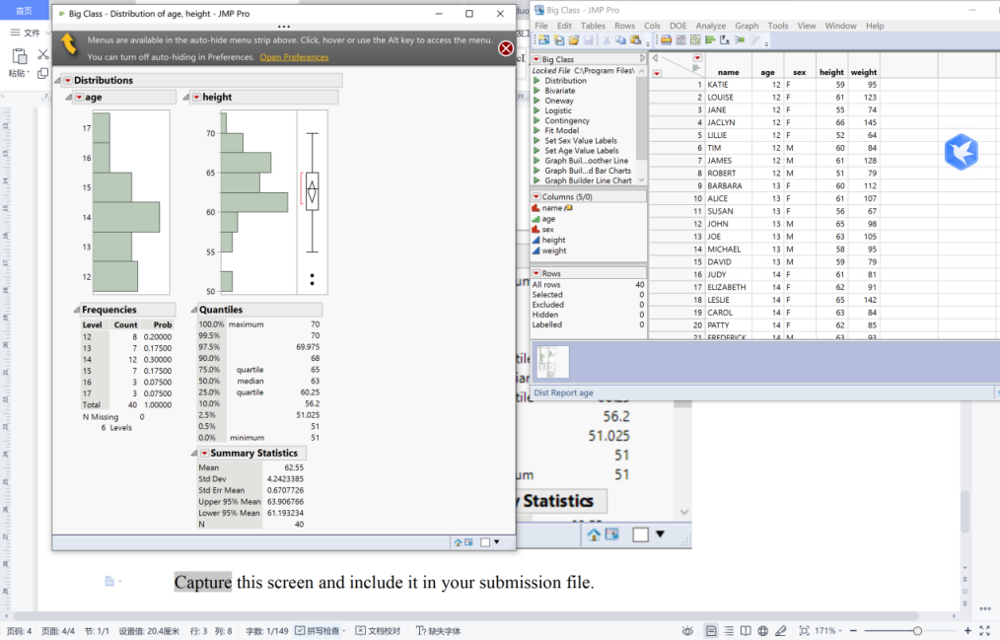 首页
文件
粘贴
Big Class - Distribution of age, height - JMP Pro
Menus are available in the auto-hide menu strip above. Click, hover or use the Alt key to access the menu.
You can turn off auto-hiding in Preferences. Open Preferences
Distributions
age
17
16
15
14
13
12
height
70
65
60
55
50
Frequencies
Level Count Prob
12 8 0.20000
13 7 0.17500
14 12 0.30000
15 7 0.17500
16 3 0.07500
17 3 0.07500
Total 40 1.00000
N Missing 0
6 Levels
Quantiles
100.0% maximum 70
99.5% 70
97.5% 69.975
90.0% 68
75.0% quartile 65
50.0% median 63
25.0% quartile 60.25
10.0% 56.2
2.5% 51.025
0.5% 51
0.0% minimum 51
Summary Statistics
Mean 62.55
Std Dev 4.2423385
Std Err Mean 0.6707726
Upper 95% Mean 63.906766
Lower 95% Mean 61.193234
N 40
Big Class - JMP Pro
File Edit Tables Rows Cols DOE Analyze Graph Tools View Window Help
Big Class
Locked File C:\Program Files\
Distribution
Bivariate
Oneway
Logistic
Contingency
Fit Model
Set Sex Value Labels
Set Age Value Labels
Graph Buil...oother Line
Graph Buil...d Bar Charts
Graph Builder Line Chart
Columns (5/0)
name
age
sex
height
weight
Rows
All rows 40
Selected 0
Excluded 0
Hidden 0
Labelled 0
name age sex height weight
1 KATIE 12 F 59 95
2 LOUISE 12 F 61 123
3 JANE 12 F 55 74
4 JACLYN 12 F 66 145
5 LILLIE 12 F 52 64
6 TIM 12 M 60 84
7 JAMES 12 M 61 128
8 ROBERT 12 M 51 79
9 BARBARA 13 F 60 112
10 ALICE 13 F 61 107
11 SUSAN 13 F 56 67
12 JOHN 13 M 65 98
13 JOE 13 M 63 105
14 MICHAEL 13 M 58 95
15 DAVID 13 M 59 79
16 JUDY 14 F 61 81
17 ELIZABETH 14 F 62 91
18 LESLIE 14 F 65 142
19 CAROL 14 F 63 84
20 PATTY 14 F 62 85
21 FREDERICK 14 M 63 93
Dist Report age
56.2
51.025
51
um 51
Statistics
Capture this screen and include it in your submission file.
页码: 4 页面: 4/4 节: 1/1 设置值: 20.4厘米 行: 3 列: 8 字数: 1/149 拼写检查 文档校对 缺失字体 171%